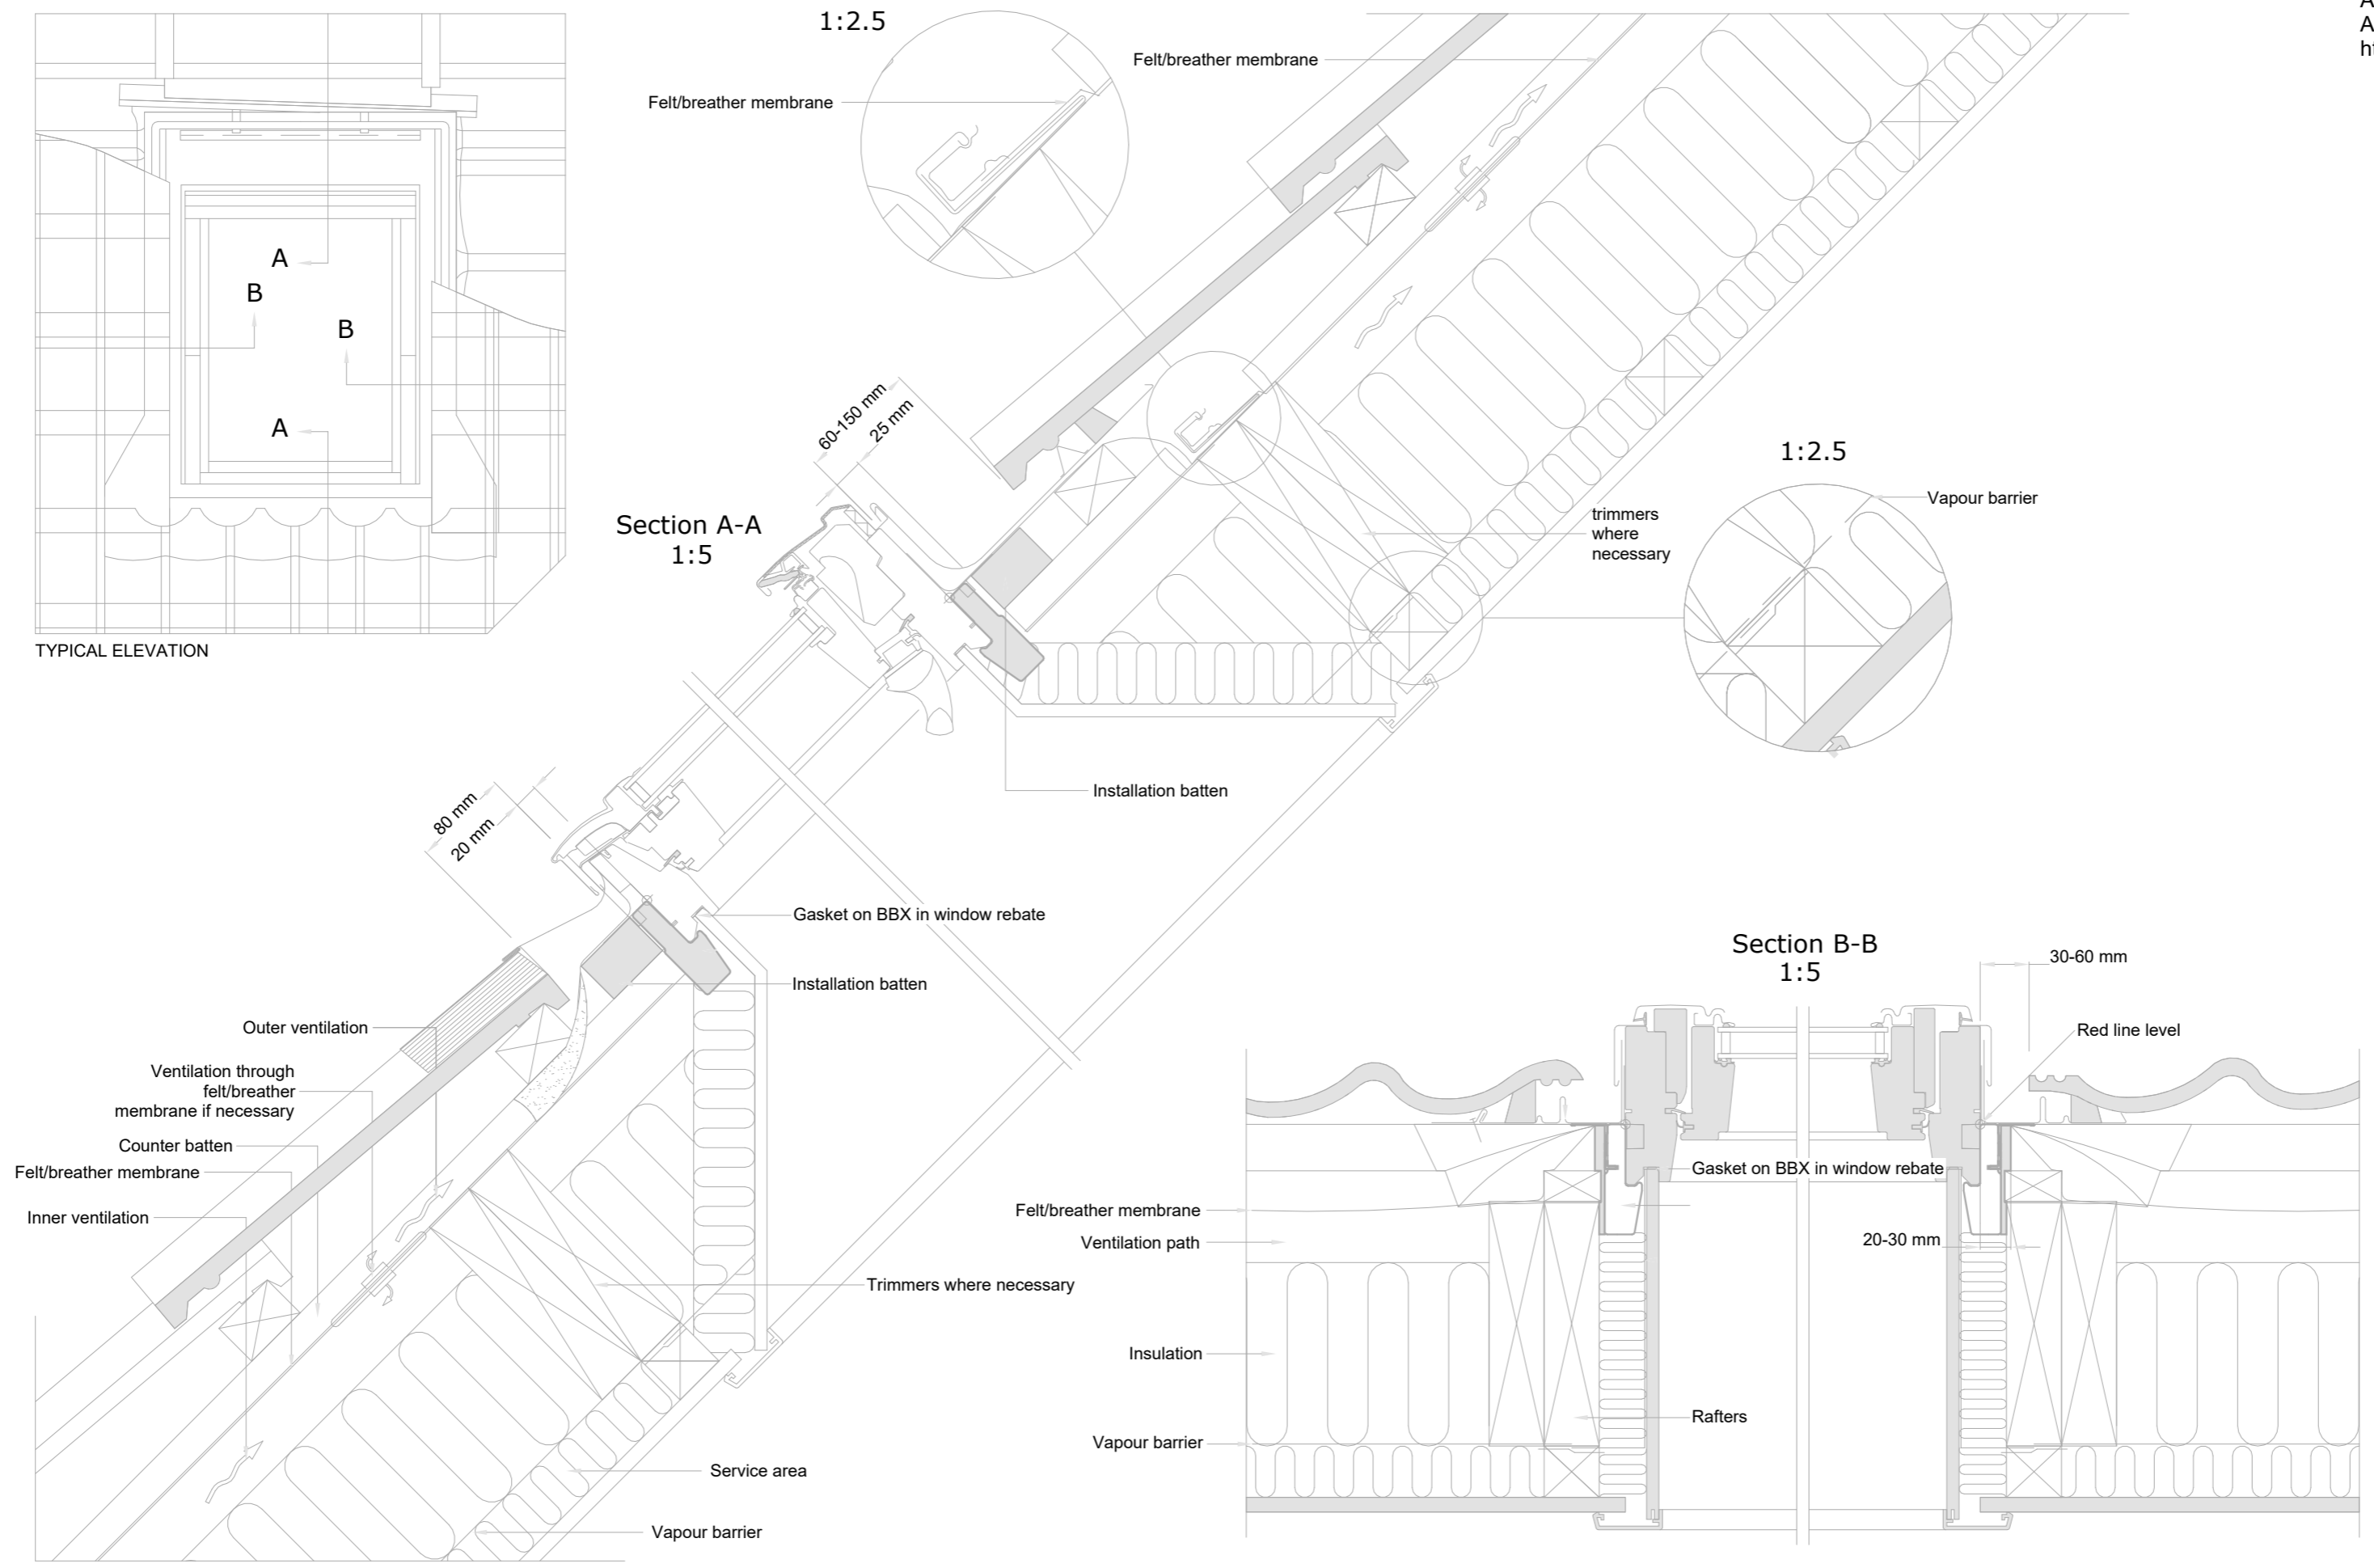 1:2.5
Felt/breather membrane
Felt/breather membrane
A
A
ht
A
B
B
A
TYPICAL ELEVATION
60-150 mm
25 mm
Section A-A
1:5
1:2.5
Vapour barrier
trimmers
where
necessary
Installation batten
80 mm
20 mm
Gasket on BBX in window rebate
Installation batten
Outer ventilation
Ventilation through
felt/breather
membrane if necessary
Counter batten
Felt/breather membrane
Inner ventilation
Trimmers where necessary
Service area
Vapour barrier
Section B-B
1:5
30-60 mm
Red line level
Gasket on BBX in window rebate
Felt/breather membrane
Ventilation path
20-30 mm
Insulation
Rafters
Vapour barrier